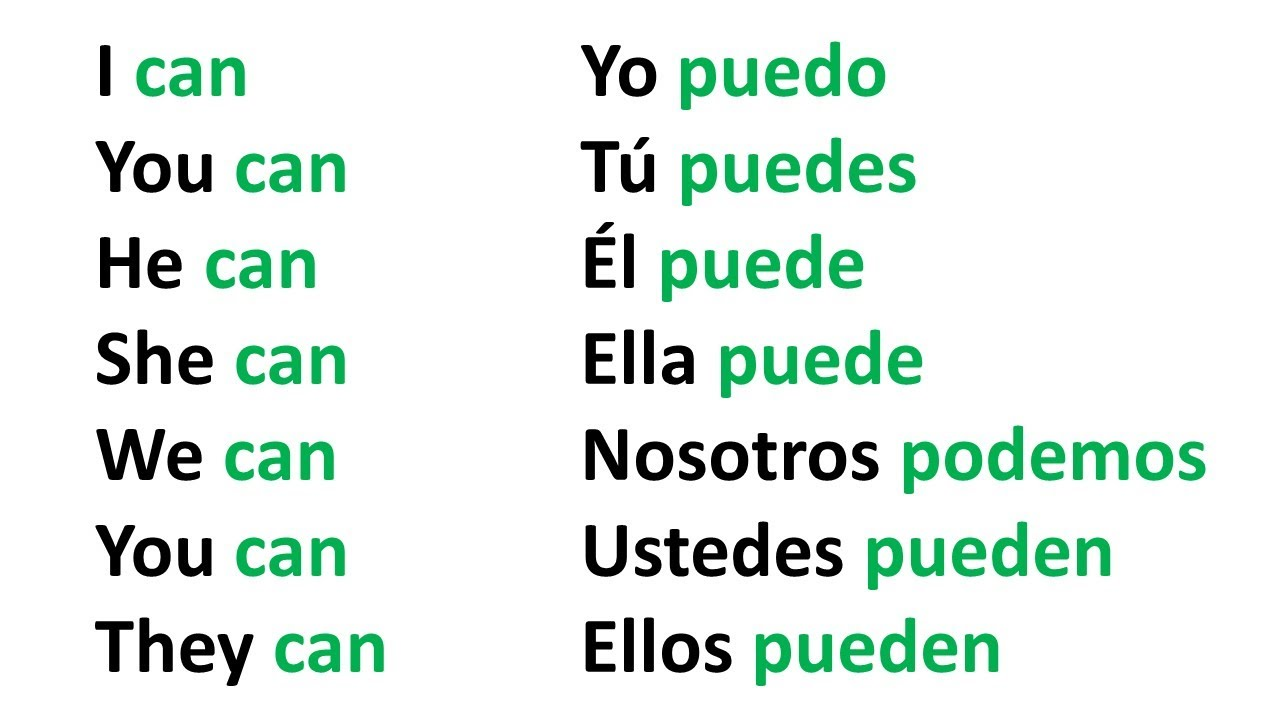 I can Yo puedo
You can Tú puedes
He can Él puede
She can Ella puede
We can Nosotros podemos
You can Ustedes pueden
They can Ellos pueden